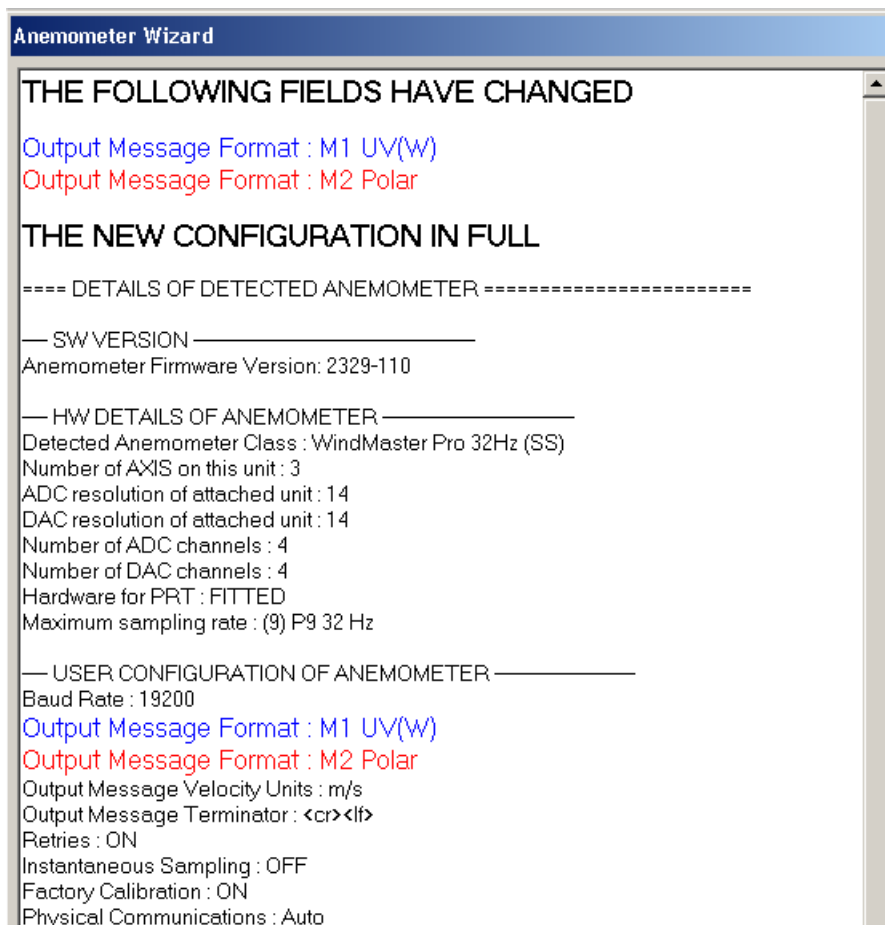 Anemometer Wizard
THE FOLLOWING FIELDS HAVE CHANGED
Output Message Format : M1 UV(W)
Output Message Format : M2 Polar
THE NEW CONFIGURATION IN FULL
==== DETAILS OF DETECTED ANEMOMETER ========================
— SW VERSION ————————————
Anemometer Firmware Version: 2329-110
— HW DETAILS OF ANEMOMETER ————————
Detected Anemometer Class : WindMaster Pro 32Hz (SS)
Number of AXIS on this unit : 3
ADC resolution of attached unit : 14
DAC resolution of attached unit : 14
Number of ADC channels : 4
Number of DAC channels : 4
Hardware for PRT : FITTED
Maximum sampling rate : (9) P9 32 Hz
— USER CONFIGURATION OF ANEMOMETER ——————
Baud Rate : 19200
Output Message Format : M1 UV(W)
Output Message Format : M2 Polar
Output Message Velocity Units : m/s
Output Message Terminator : <cr><lf>
Retries : ON
Instantaneous Sampling : OFF
Factory Calibration : ON
Physical Communications : Auto